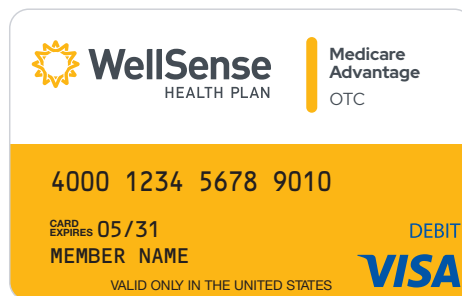 WellSense
HEALTH PLAN
Medicare
Advantage
OTC
4000 1234 5678 9010
CARD
EXPIRES 05/31
MEMBER NAME
VALID ONLY IN THE UNITED STATES
DEBIT
VISA